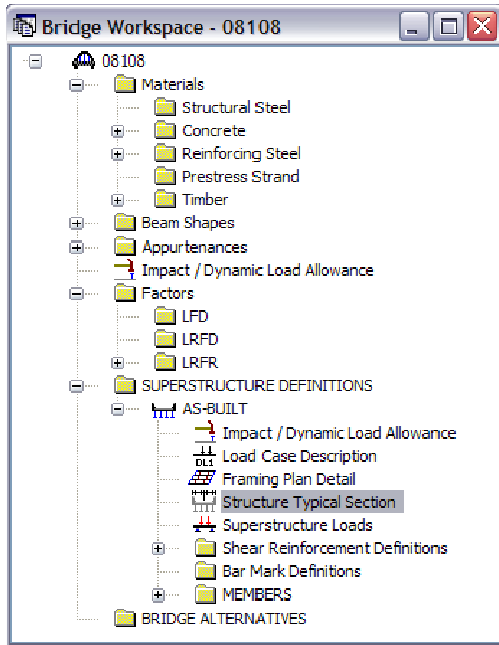 Bridge Workspace - 08108
08108
Materials
Structural Steel
Concrete
Reinforcing Steel
Prestress Strand
Timber
Beam Shapes
Appurtenances
Impact / Dynamic Load Allowance
Factors
LFD
LRFD
LRFR
SUPERSTRUCTURE DEFINITIONS
AS-BUILT
Impact / Dynamic Load Allowance
DL1 Load Case Description
Framing Plan Detail
Structure Typical Section
Superstructure Loads
Shear Reinforcement Definitions
Bar Mark Definitions
MEMBERS
BRIDGE ALTERNATIVES